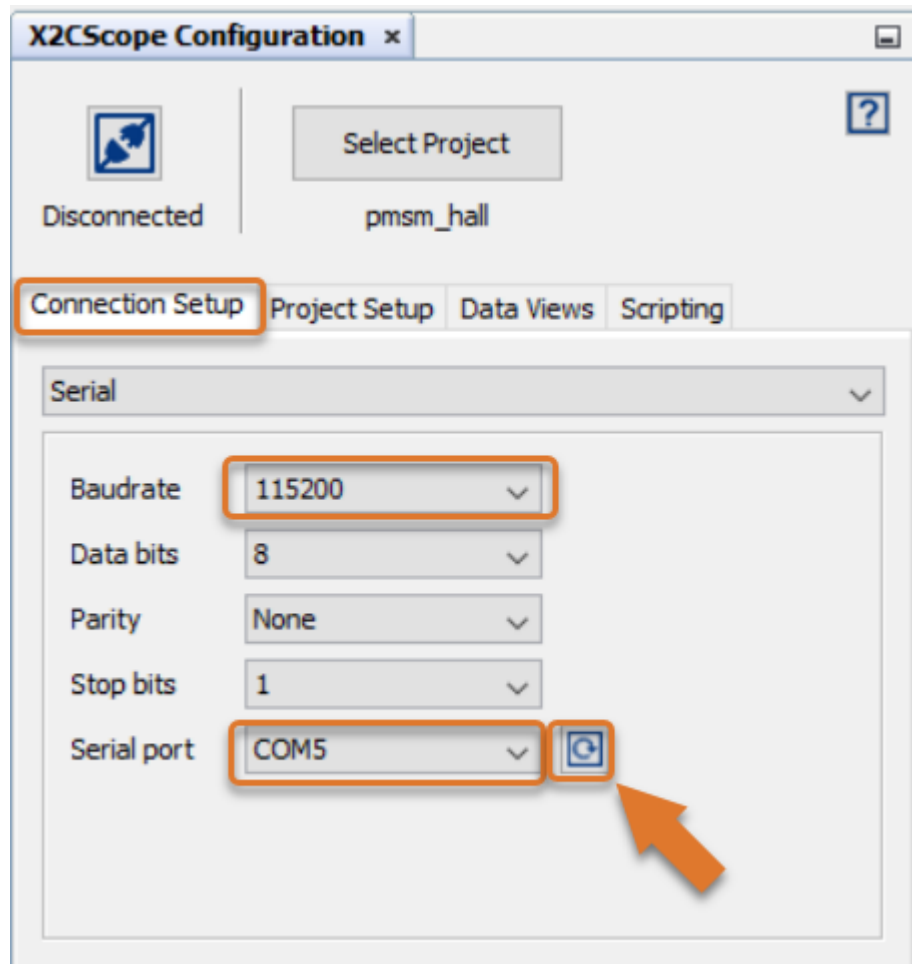 X2CScope Configuration ×
?
Select Project
Disconnected
pmsm_hall
Connection Setup Project Setup Data Views Scripting
Serial
Baudrate 115200
Data bits 8
Parity None
Stop bits 1
Serial port COM5